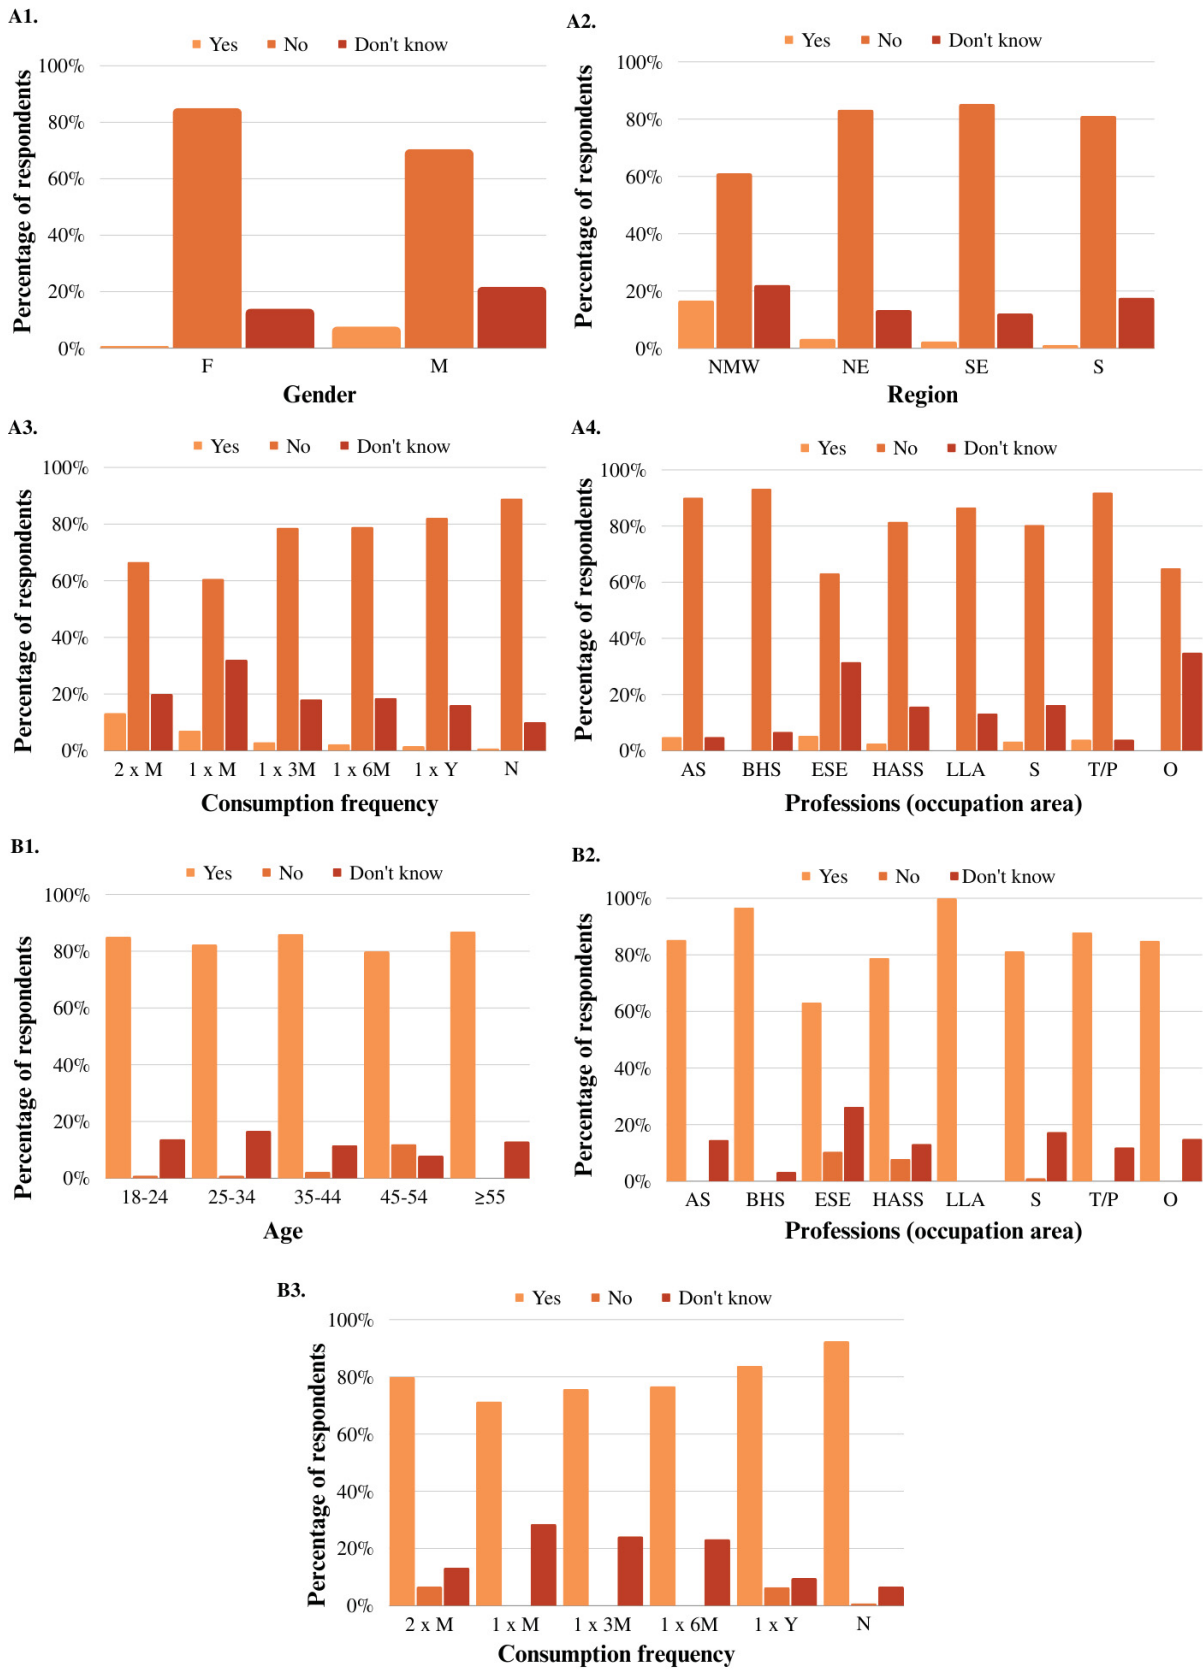 A1.
Yes No Don't know
Percentage of respondents
100%
80%
60%
40%
20%
0%
F M
Gender
A2.
Yes No Don't know
Percentage of respondents
100%
80%
60%
40%
20%
0%
NMW NE SE S
Region
A3.
Yes No Don't know
Percentage of respondents
100%
80%
60%
40%
20%
0%
2 x M 1 x M 1 x 3M 1 x 6M 1 x Y N
Consumption frequency
A4.
Yes No Don't know
Percentage of respondents
100%
80%
60%
40%
20%
0%
AS BHS ESE HASS LLA S T/P O
Professions (occupation area)
B1.
Yes No Don't know
Percentage of respondents
100%
80%
60%
40%
20%
0%
18-24 25-34 35-44 45-54 ≥55
Age
B2.
Yes No Don't know
Percentage of respondents
100%
80%
60%
40%
20%
0%
AS BHS ESE HASS LLA S T/P O
Professions (occupation area)
B3.
Yes No Don't know
Percentage of respondents
100%
80%
60%
40%
20%
0%
2 x M 1 x M 1 x 3M 1 x 6M 1 x Y N
Consumption frequency